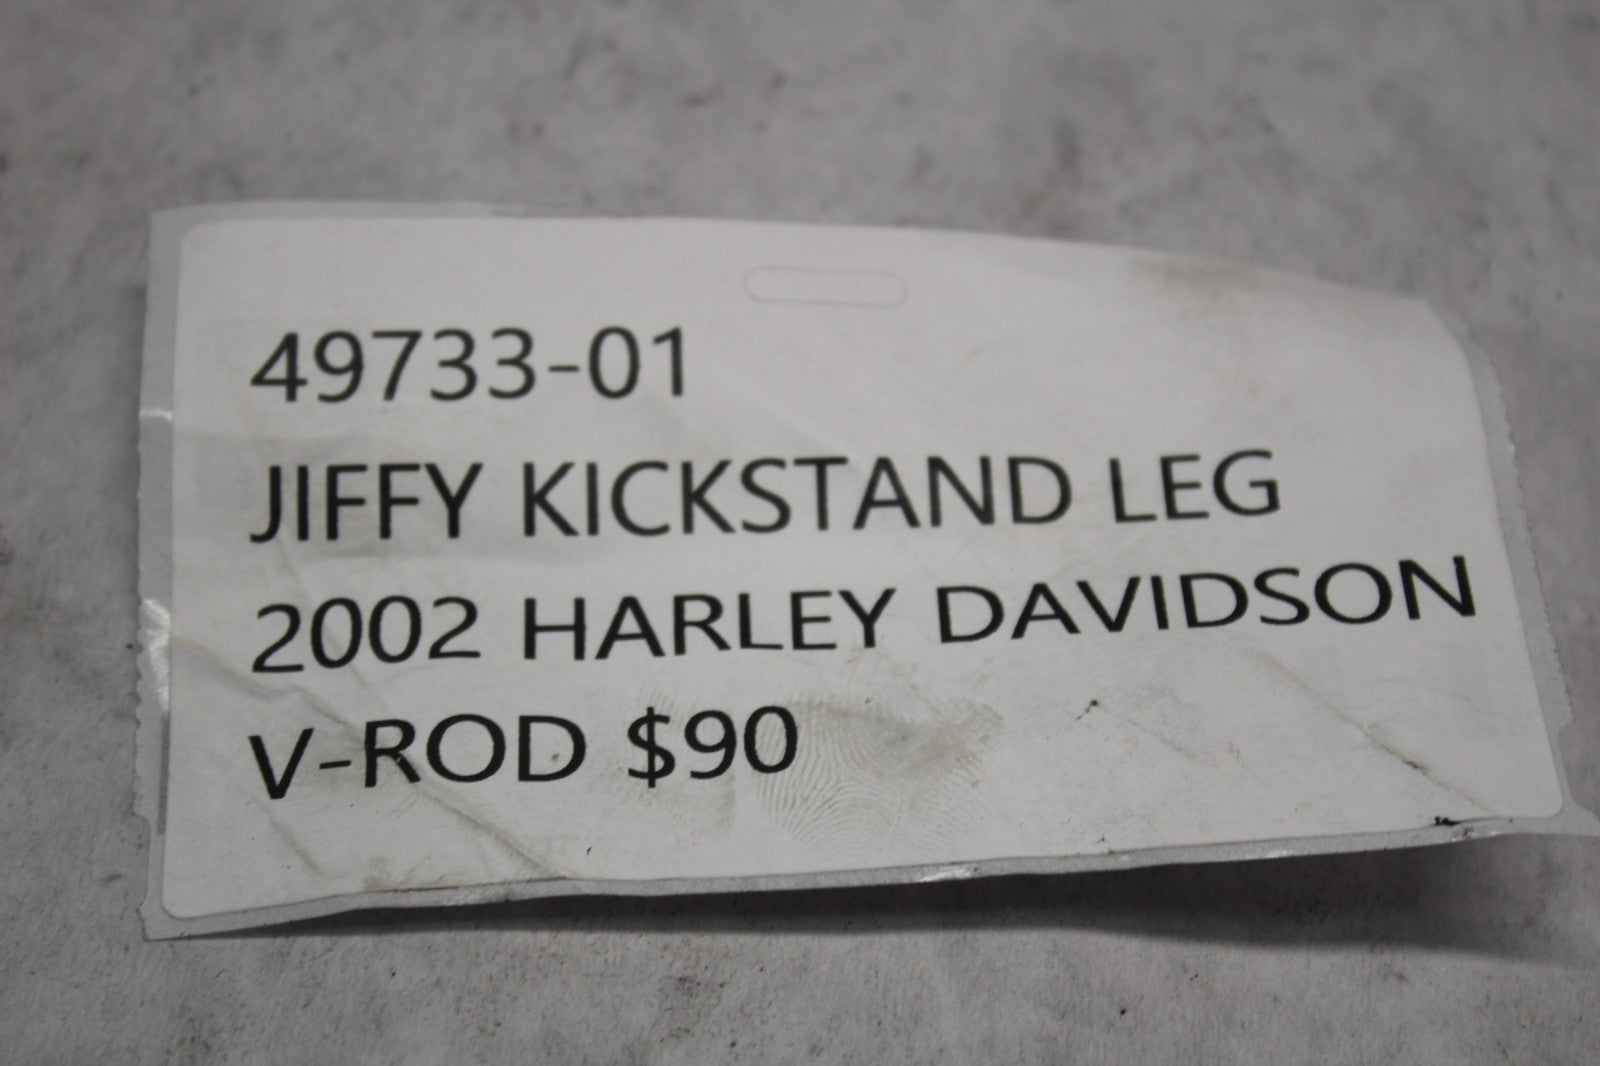 49733-01
JIFFY KICKSTAND LEG
2002 HARLEY DAVIDSON
V-ROD $90